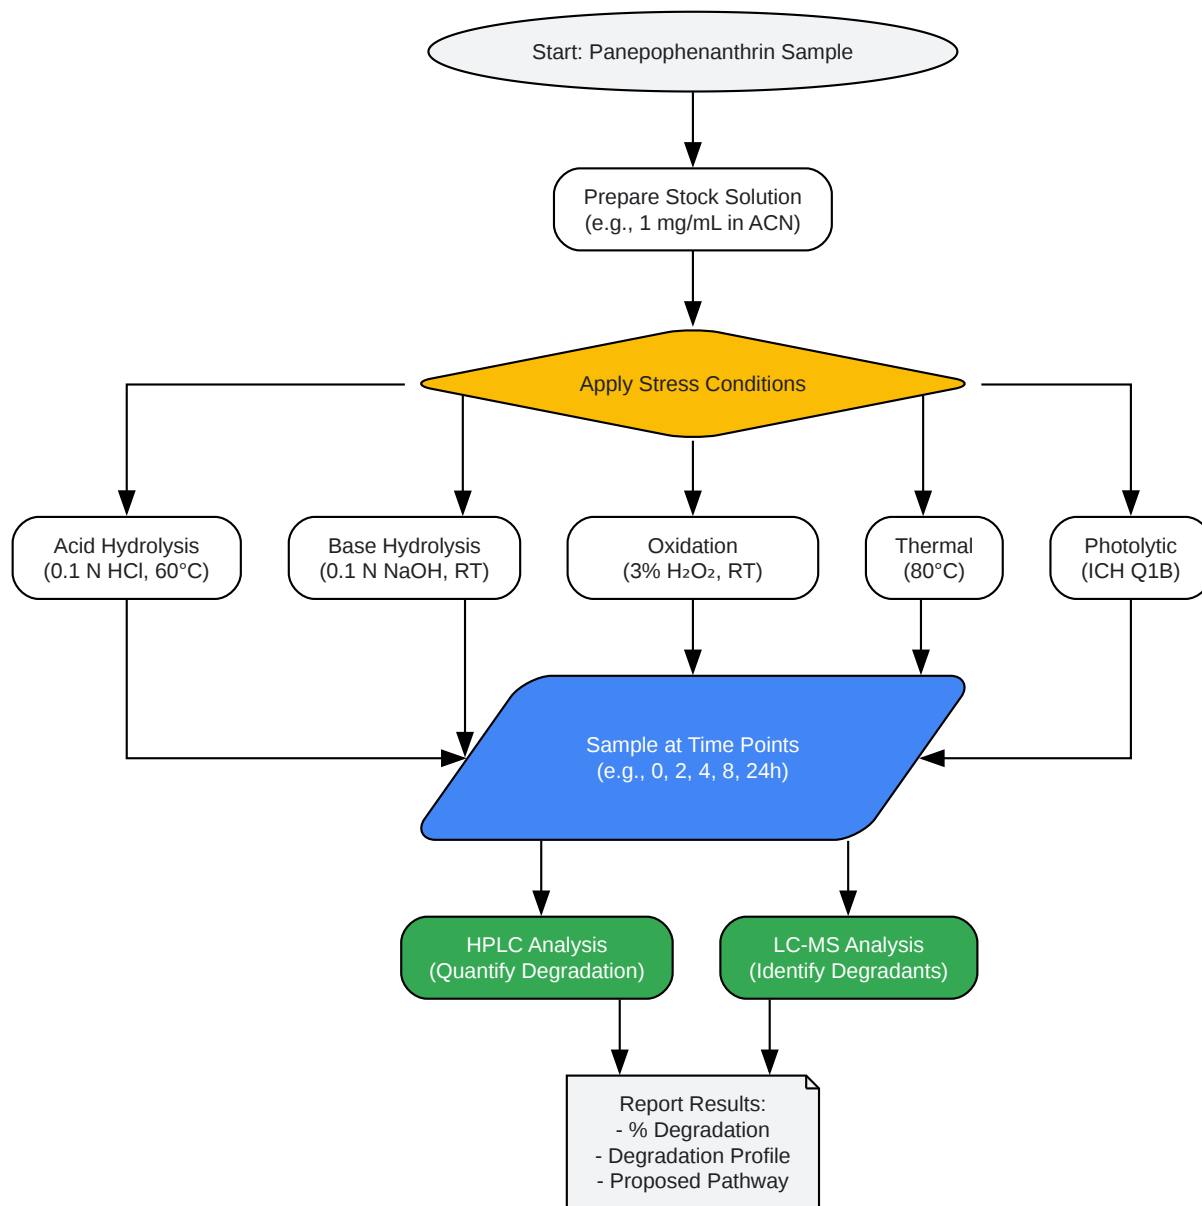 Start: Panepophenanthrin Sample
Prepare Stock Solution
(e.g., 1 mg/mL in ACN)
Apply Stress Conditions
Acid Hydrolysis
(0.1 N HCl, 60°C)
Base Hydrolysis
(0.1 N NaOH, RT)
Oxidation
(3% H₂O₂, RT)
Thermal
(80°C)
Photolytic
(ICH Q1B)
Sample at Time Points
(e.g., 0, 2, 4, 8, 24h)
HPLC Analysis
(Quantify Degradation)
LC-MS Analysis
(Identify Degradants)
Report Results:
- % Degradation
- Degradation Profile
- Proposed Pathway